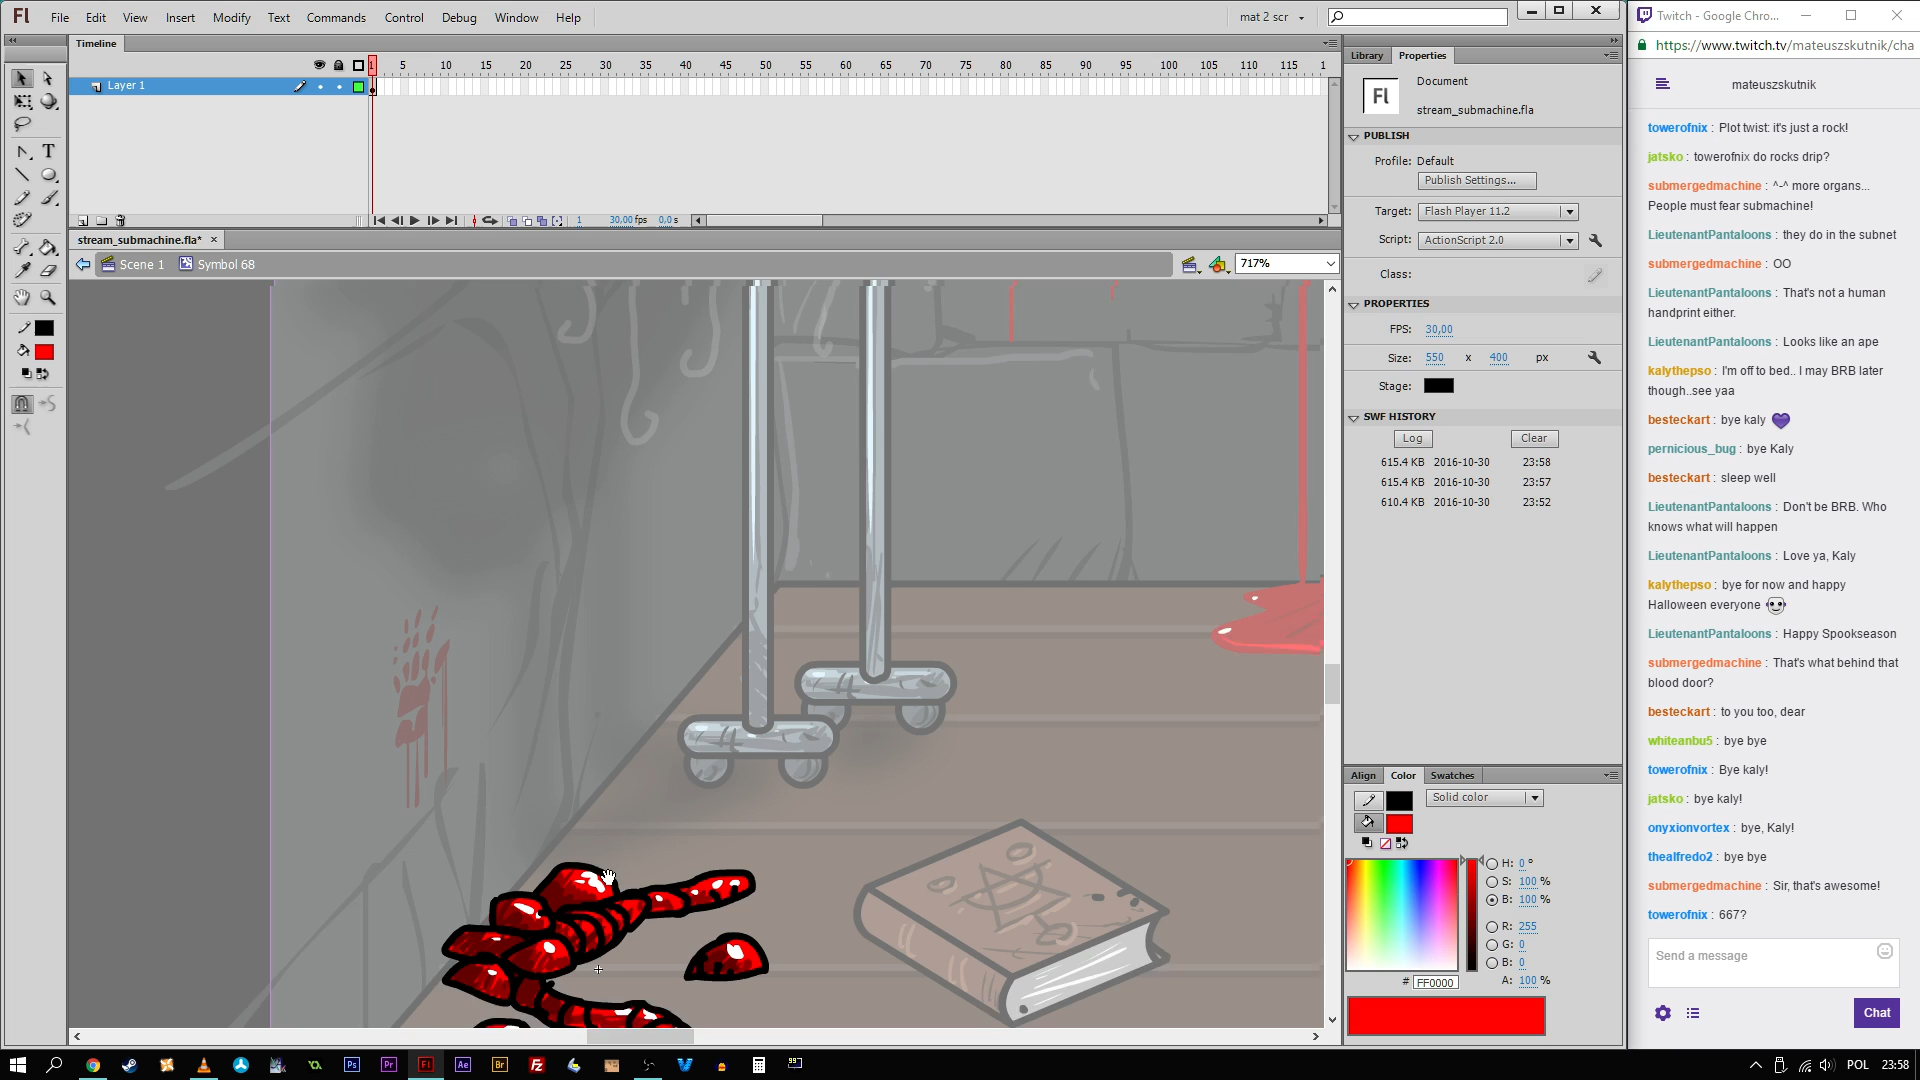 Fl File Edit View Insert Modify Text Commands Control Debug Window Help mat 2 scr
Timeline
1 5 10 15 20 25 30 35 40 45 50 55 60 65 70 75 80 85 90 95 100 105 110 115 1
Layer 1
1 30,00 fps 0,0 s
stream_submachine.fla*
Scene 1 Symbol 68 717%
Library Properties
Document
Fl stream_submachine.fla
PUBLISH
Profile: Default
Publish Settings...
Target: Flash Player 11.2
Script: ActionScript 2.0
Class:
PROPERTIES
FPS: 30,00
Size: 550 x 400 px
Stage:
SWF HISTORY
Log Clear
615.4 KB 2016-10-30 23:58
615.4 KB 2016-10-30 23:57
610.4 KB 2016-10-30 23:52
Align Color Swatches
Solid color
H: 0 °
S: 100 %
B: 100 %
R: 255
G: 0
B: 0
# FF0000 A: 100 %
Twitch - Google Chro...
https://www.twitch.tv/mateuszskutnik/cha
mateuszskutnik
towerofnix : Plot twist: it's just a rock!
jatsko : towerofnix do rocks drip?
submergedmachine : ^-^ more organs...
People must fear submachine!
LieutenantPantaloons : they do in the subnet
submergedmachine : OO
LieutenantPantaloons : That's not a human
handprint either.
LieutenantPantaloons : Looks like an ape
kalythepso : I'm off to bed.. I may BRB later
though..see yaa
besteckart : bye kaly
pernicious_bug : bye Kaly
besteckart : sleep well
LieutenantPantaloons : Don't be BRB. Who
knows what will happen
LieutenantPantaloons : Love ya, Kaly
kalythepso : bye for now and happy
Halloween everyone
LieutenantPantaloons : Happy Spookseason
submergedmachine : That's what behind that
blood door?
besteckart : to you too, dear
whiteanbu5 : bye bye
towerofnix : Bye kaly!
jatsko : bye kaly!
onyxionvortex : bye, Kaly!
thealfredo2 : bye bye
submergedmachine : Sir, that's awesome!
towerofnix : 667?
Send a message
Chat
Ps Pr Fl Ae Br Fz POL 23:58